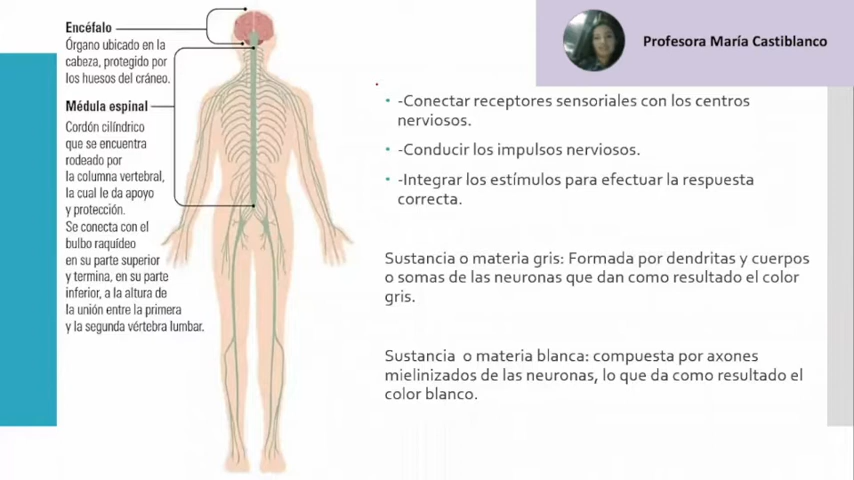 Encéfalo
Órgano ubicado en la
cabeza, protegido por
los huesos del cráneo.
Médula espinal
Cordón cilíndrico
que se encuentra
rodeado por
la columna vertebral,
la cual le da apoyo
y protección.
Se conecta con el
bulbo raquídeo
en su parte superior
y termina, en su parte
inferior, a la altura de
la unión entre la primera
y la segunda vértebra lumbar.
Profesora María Castiblanco
• -Conectar receptores sensoriales con los centros
nerviosos.
• -Conducir los impulsos nerviosos.
• -Integrar los estímulos para efectuar la respuesta
correcta.
Sustancia o materia gris: Formada por dendritas y cuerpos
o somas de las neuronas que dan como resultado el color
gris.
Sustancia o materia blanca: compuesta por axones
mielinizados de las neuronas, lo que da como resultado el
color blanco.